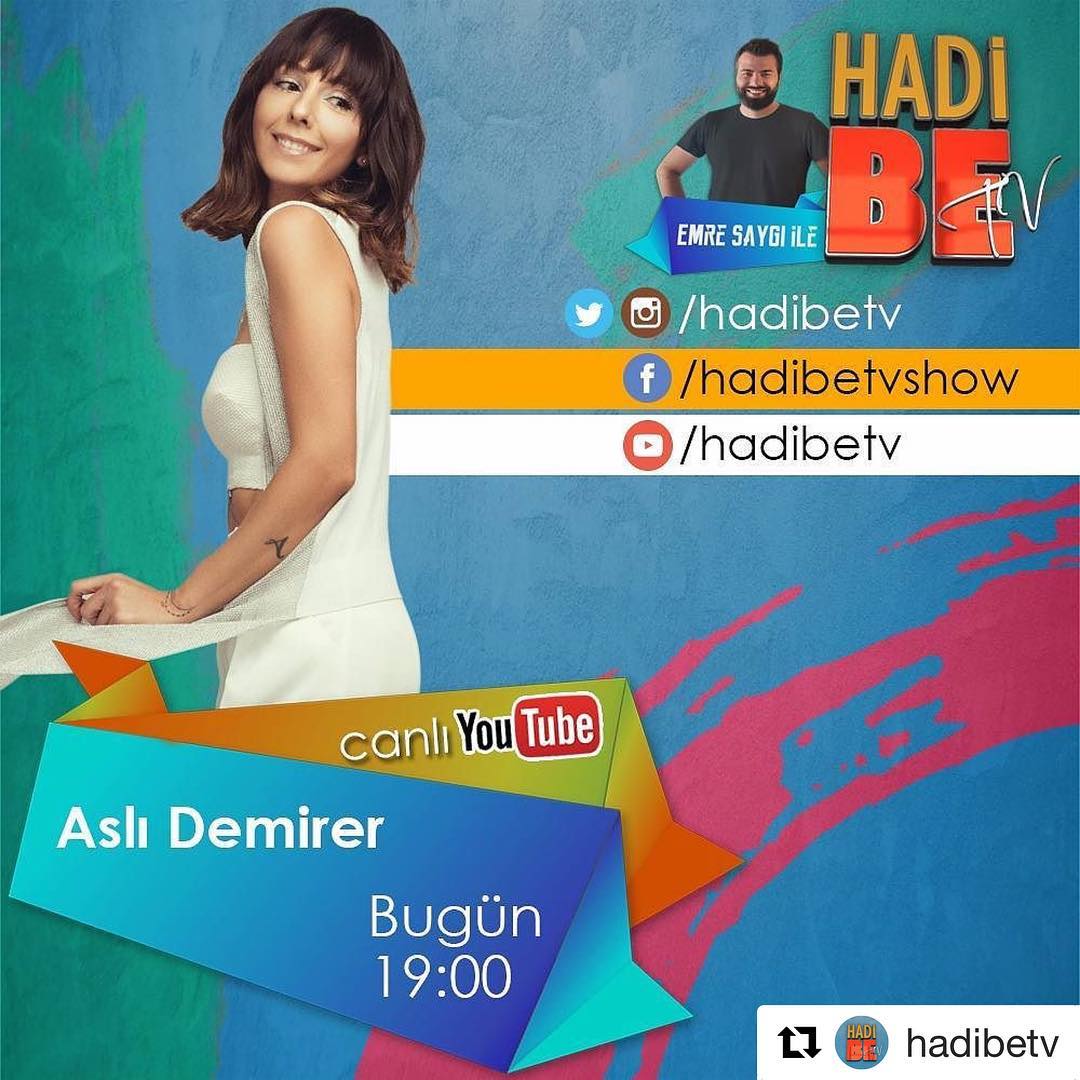 HADİ
BE
TV
EMRE SAYGI İLE
/hadibetv
/hadibetvshow
/hadibetv
canlı YouTube
Aslı Demirer
Bugün
19:00
HADİ
BE TV
hadibetv